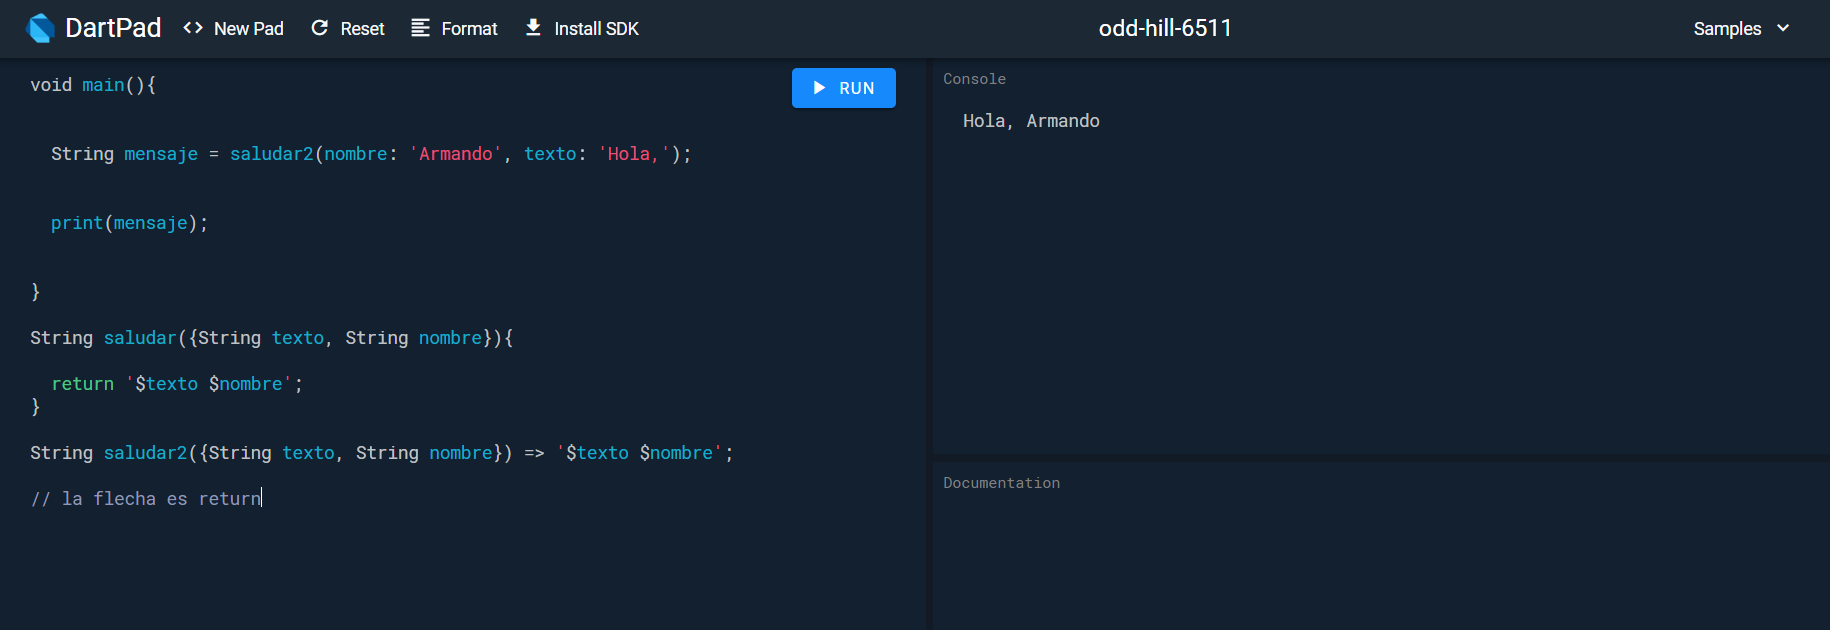 DartPad <> New Pad Reset Format Install SDK odd-hill-6511 Samples
void main(){
RUN
String mensaje = saludar2(nombre: 'Armando', texto: 'Hola,');
print(mensaje);
}
String saludar({String texto, String nombre}){
return '$texto $nombre';
}
String saludar2({String texto, String nombre}) => '$texto $nombre';
// la flecha es return
Console
Hola, Armando
Documentation